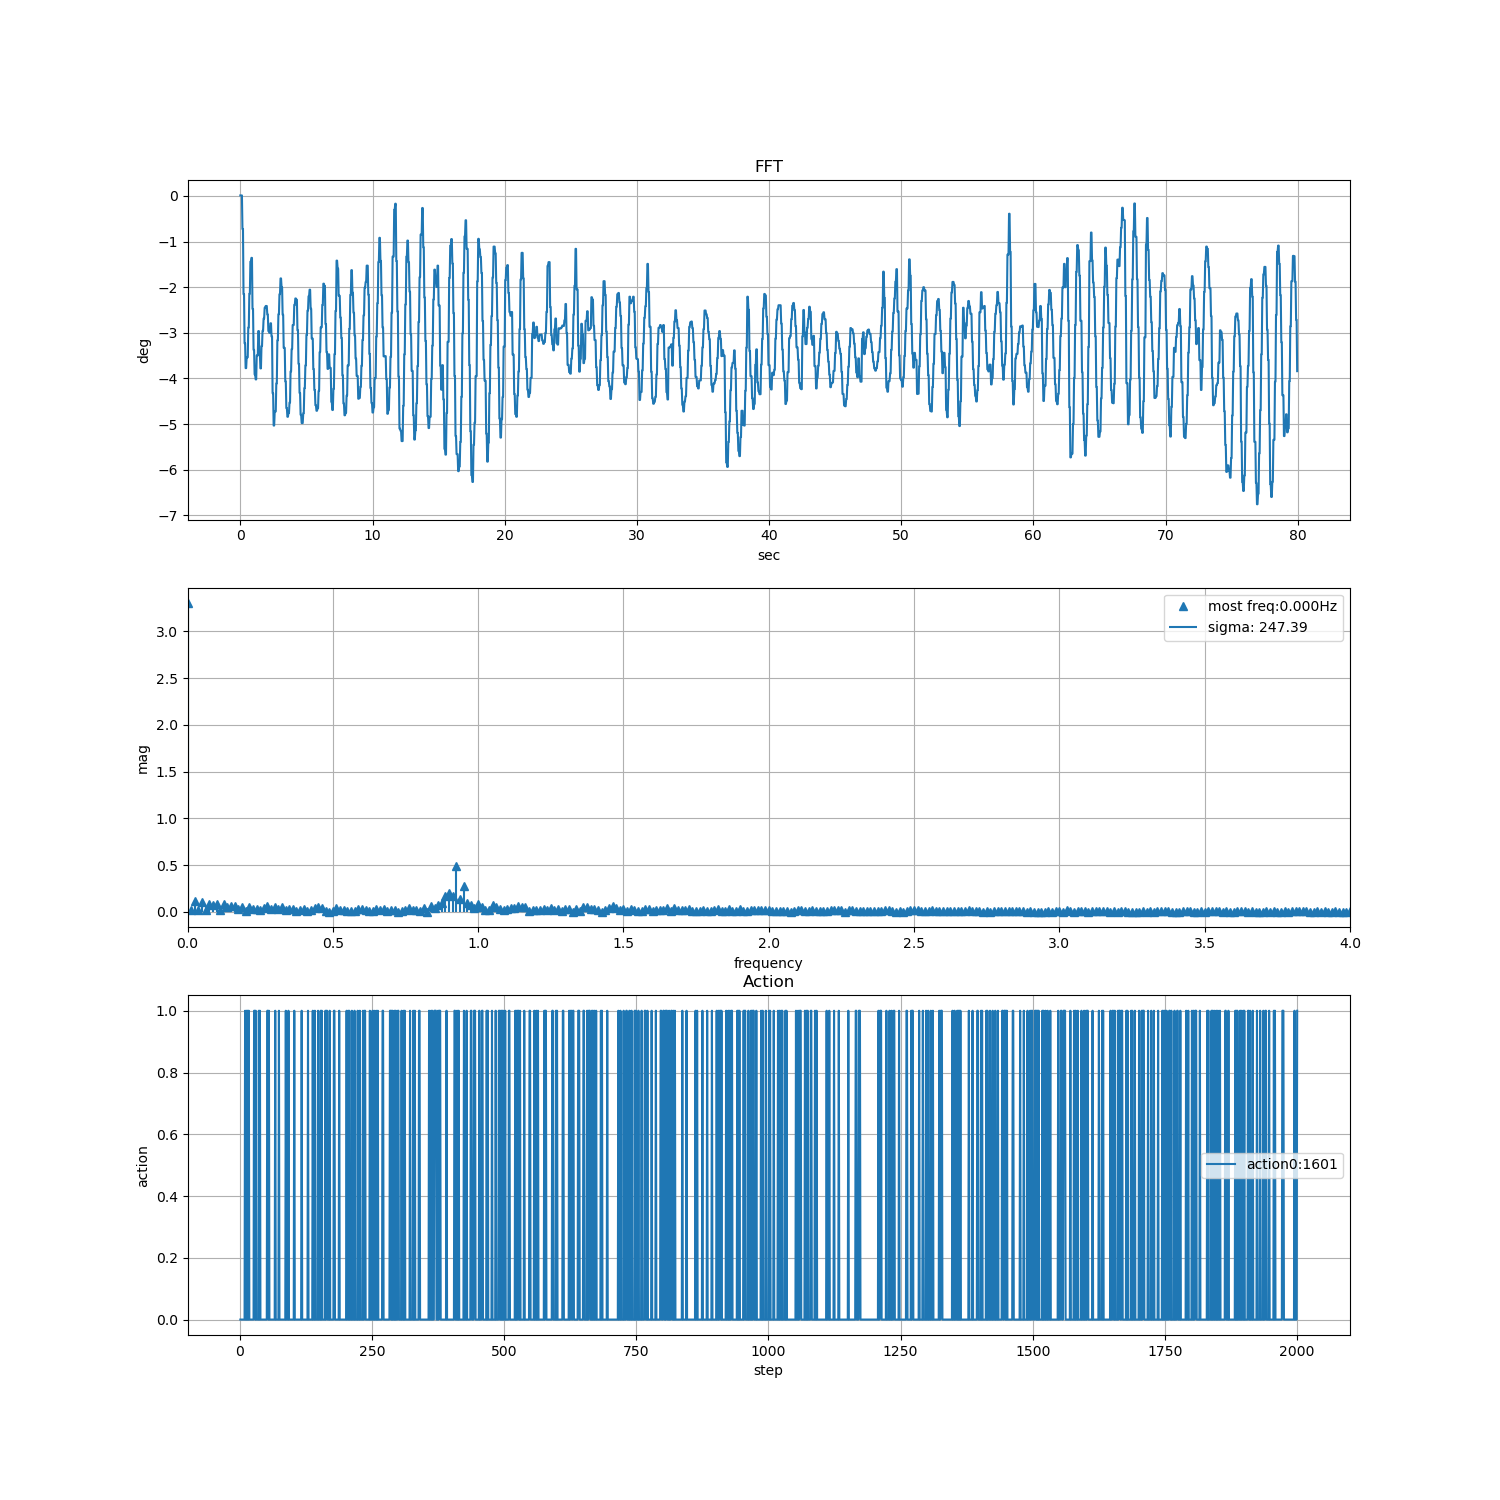 FFT
0
−1
−2
−3
−4
−5
−6
−7
deg
0 10 20 30 40 50 60 70 80
sec
most freq:0.000Hz
sigma: 247.39
3.0
2.5
2.0
1.5
1.0
0.5
0.0
mag
0.0 0.5 1.0 1.5 2.0 2.5 3.0 3.5 4.0
frequency
Action
1.0
0.8
0.6
0.4
0.2
0.0
action
action0:1601
0 250 500 750 1000 1250 1500 1750 2000
step